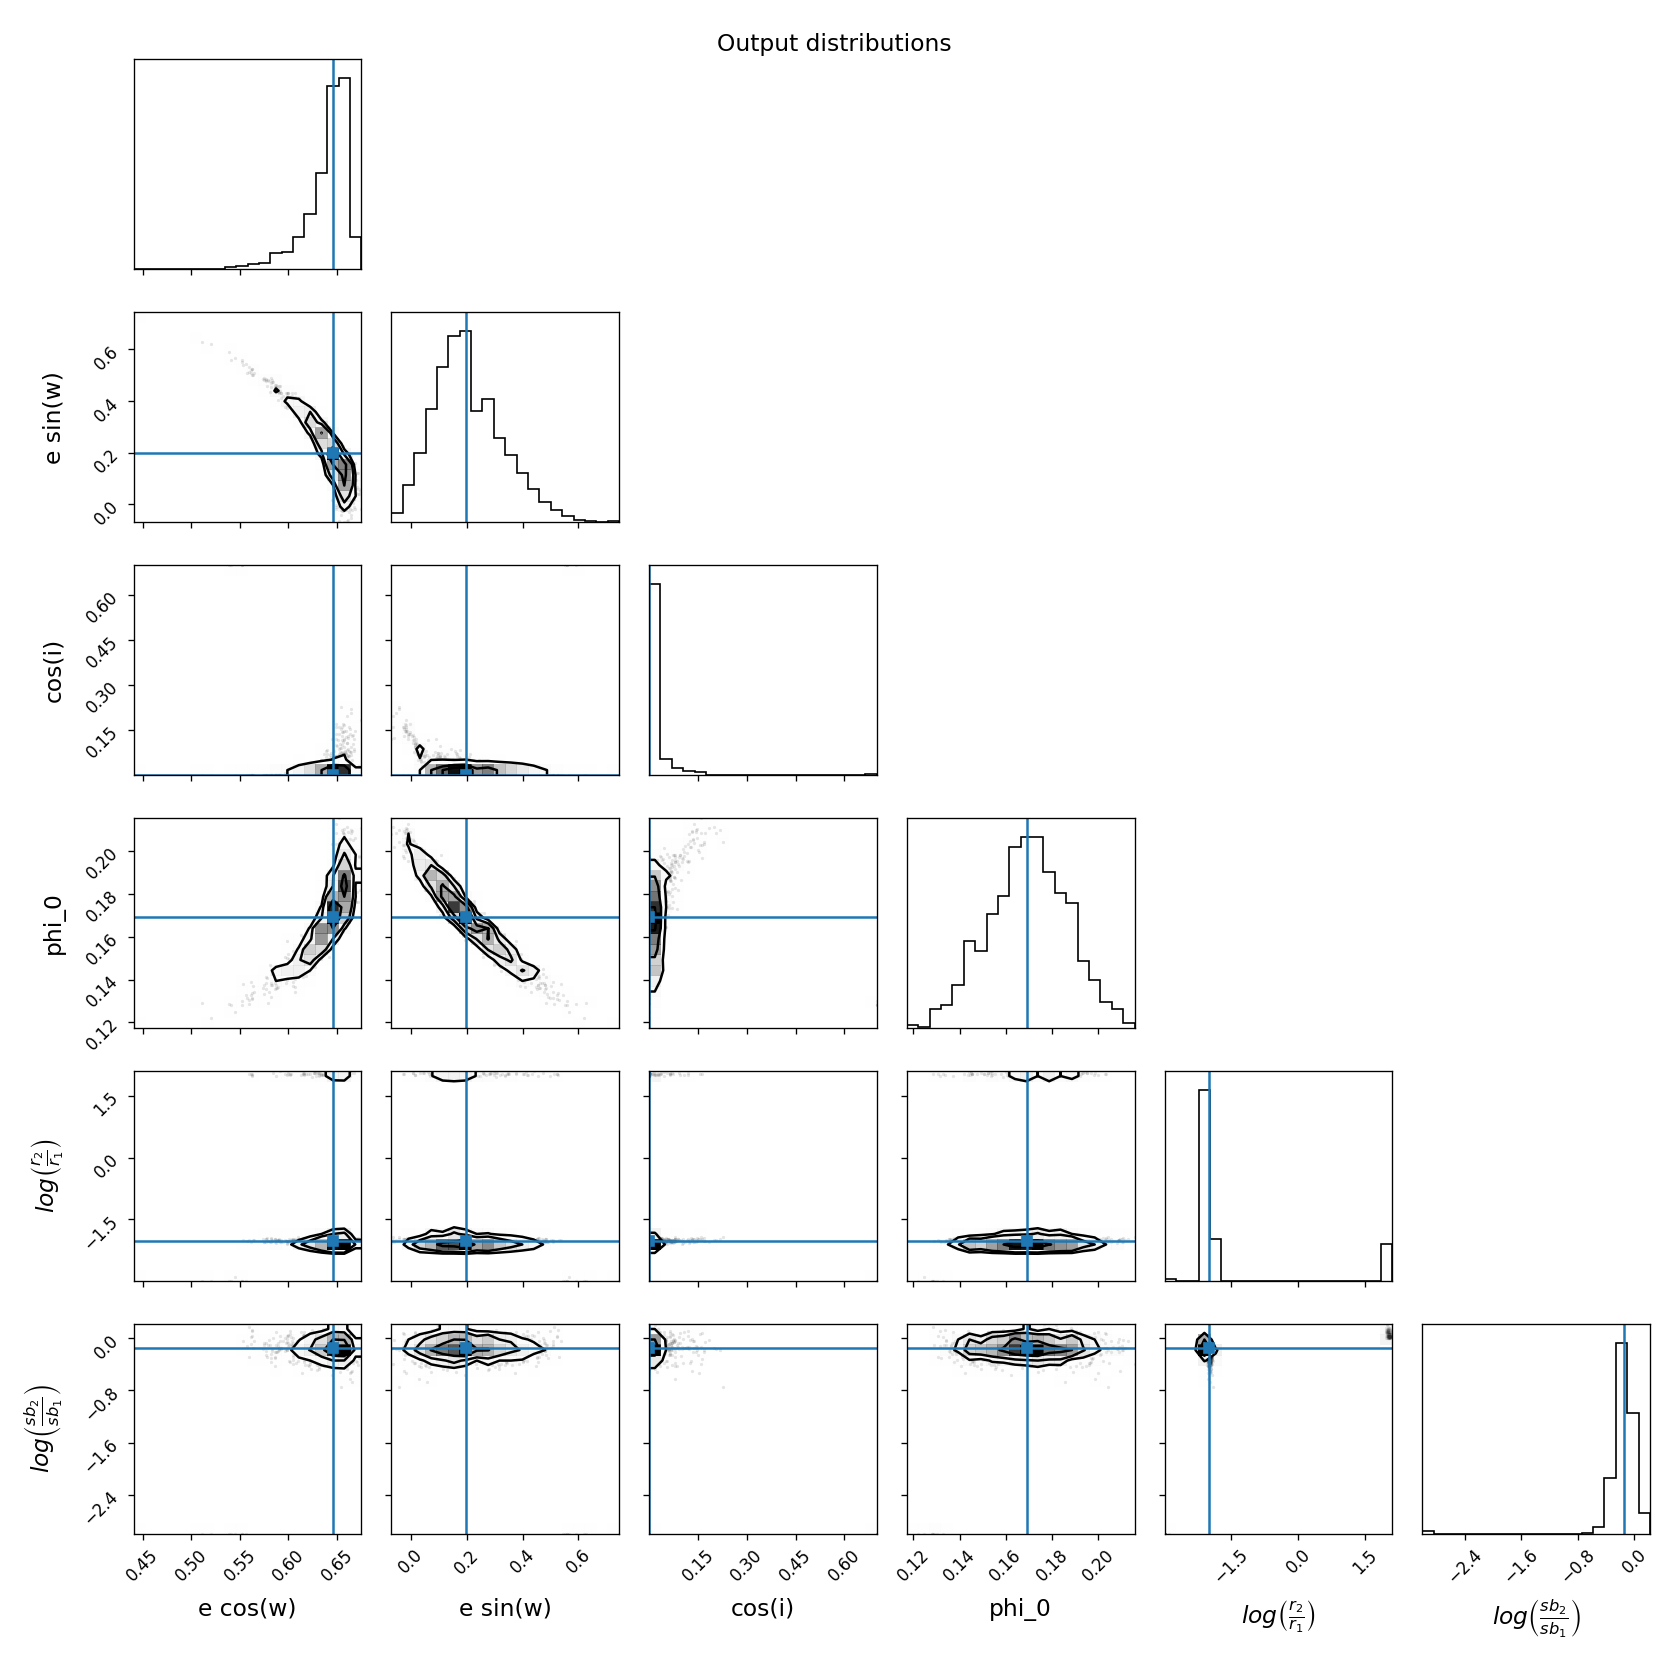 Output distributions
e sin(w)
0.6
0.4
0.2
0.0
cos(i)
0.60
0.45
0.30
0.15
phi_0
0.20
0.18
0.16
0.14
0.12
log(r2/r1)
1.5
0.0
−1.5
log(sb2/sb1)
0.0
−0.8
−1.6
−2.4
0.45 0.50 0.55 0.60 0.65 0.0 0.2 0.4 0.6 0.15 0.30 0.45 0.60 0.12 0.14 0.16 0.18 0.20 −1.5 0.0 1.5 −2.4 −1.6 −0.8 0.0
e cos(w) e sin(w) cos(i) phi_0 log(r2/r1) log(sb2/sb1)